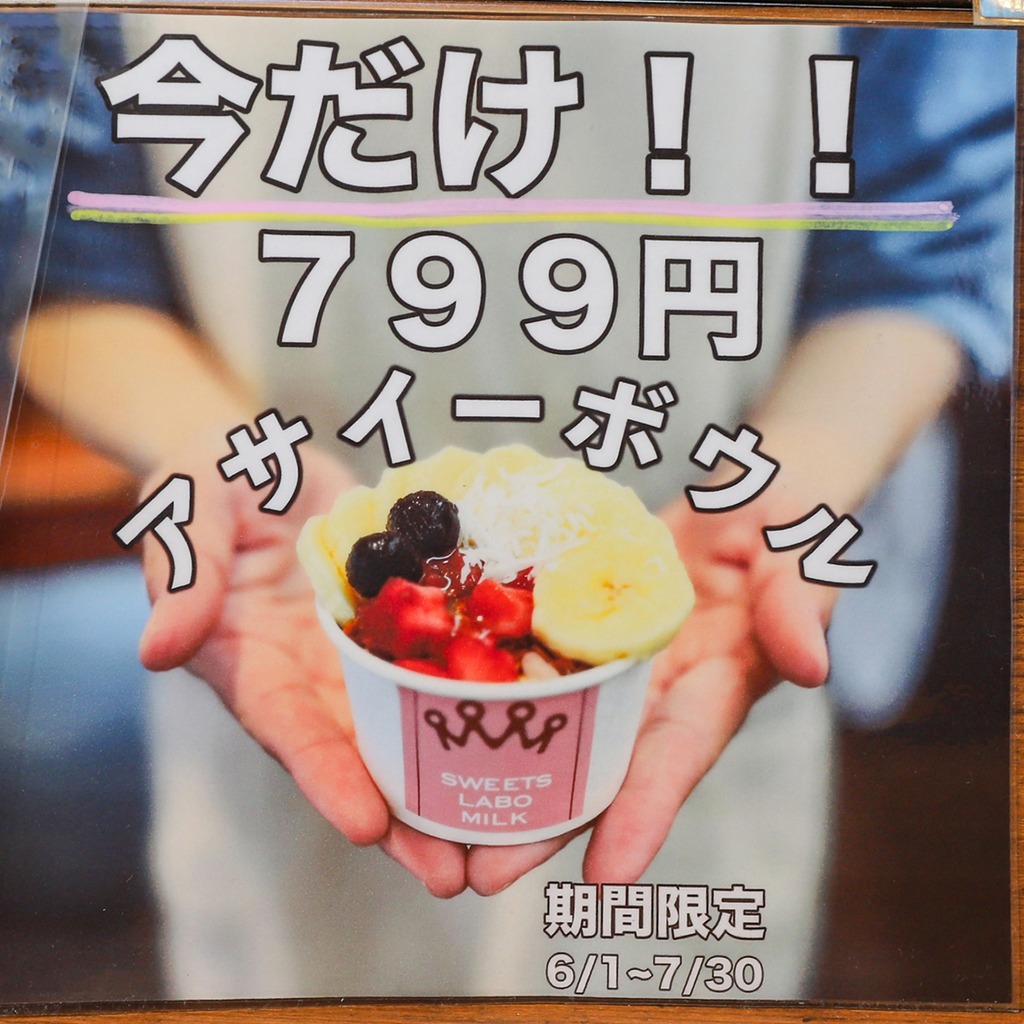 今だけ！！
７９９円
アサイーボウル
SWEETS
LABO
MILK
期間限定
6/1~7/30